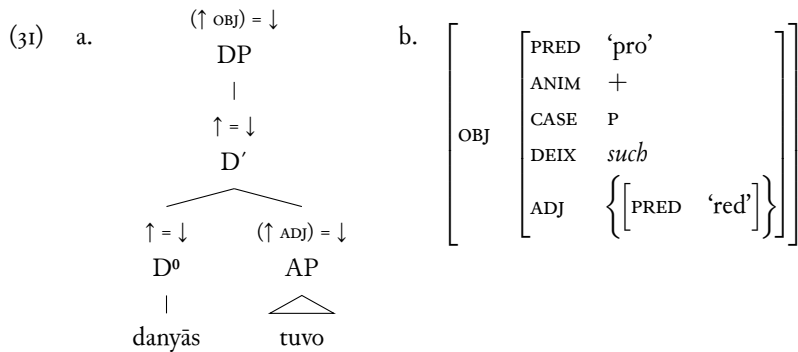 (31) a. (↑ OBJ) = ↓
DP
↑ = ↓
D′
↑ = ↓ (↑ ADJ) = ↓
D⁰ AP
danyās tuvo
b. OBJ [PRED ‘pro’
ANIM +
CASE P
DEIX such
ADJ {[PRED ‘red’]}]